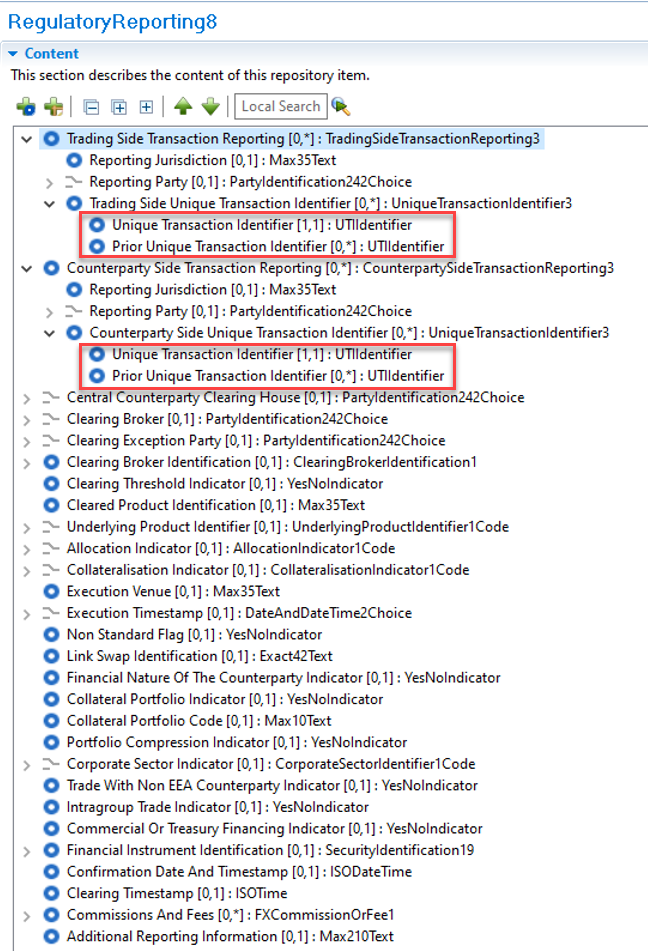 RegulatoryReporting8
Content
This section describes the content of this repository item.
Local Search
Trading Side Transaction Reporting [0,*] : TradingSideTransactionReporting3
Reporting Jurisdiction [0,1] : Max35Text
Reporting Party [0,1] : PartyIdentification242Choice
Trading Side Unique Transaction Identifier [0,*] : UniqueTransactionIdentifier3
Unique Transaction Identifier [1,1] : UTIIdentifier
Prior Unique Transaction Identifier [0,*] : UTIIdentifier
Counterparty Side Transaction Reporting [0,*] : CounterpartySideTransactionReporting3
Reporting Jurisdiction [0,1] : Max35Text
Reporting Party [0,1] : PartyIdentification242Choice
Counterparty Side Unique Transaction Identifier [0,*] : UniqueTransactionIdentifier3
Unique Transaction Identifier [1,1] : UTIIdentifier
Prior Unique Transaction Identifier [0,*] : UTIIdentifier
Central Counterparty Clearing House [0,1] : PartyIdentification242Choice
Clearing Broker [0,1] : PartyIdentification242Choice
Clearing Exception Party [0,1] : PartyIdentification242Choice
Clearing Broker Identification [0,1] : ClearingBrokerIdentification1
Clearing Threshold Indicator [0,1] : YesNoIndicator
Cleared Product Identification [0,1] : Max35Text
Underlying Product Identifier [0,1] : UnderlyingProductIdentifier1Code
Allocation Indicator [0,1] : AllocationIndicator1Code
Collateralisation Indicator [0,1] : CollateralisationIndicator1Code
Execution Venue [0,1] : Max35Text
Execution Timestamp [0,1] : DateAndDateTime2Choice
Non Standard Flag [0,1] : YesNoIndicator
Link Swap Identification [0,1] : Exact42Text
Financial Nature Of The Counterparty Indicator [0,1] : YesNoIndicator
Collateral Portfolio Indicator [0,1] : YesNoIndicator
Collateral Portfolio Code [0,1] : Max10Text
Portfolio Compression Indicator [0,1] : YesNoIndicator
Corporate Sector Indicator [0,1] : CorporateSectorIdentifier1Code
Trade With Non EEA Counterparty Indicator [0,1] : YesNoIndicator
Intragroup Trade Indicator [0,1] : YesNoIndicator
Commercial Or Treasury Financing Indicator [0,1] : YesNoIndicator
Financial Instrument Identification [0,1] : SecurityIdentification19
Confirmation Date And Timestamp [0,1] : ISODateTime
Clearing Timestamp [0,1] : ISOTime
Commissions And Fees [0,*] : FXCommissionOrFee1
Additional Reporting Information [0,1] : Max210Text